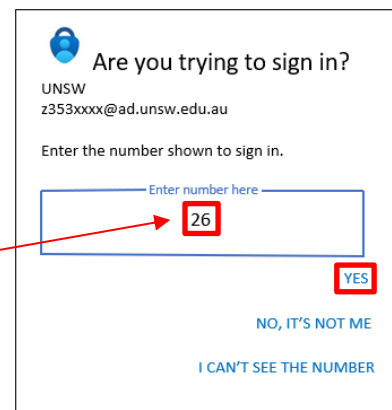 Are you trying to sign in?
UNSW
z353xxxx@ad.unsw.edu.au
Enter the number shown to sign in.
Enter number here
26
YES
NO, IT'S NOT ME
I CAN'T SEE THE NUMBER